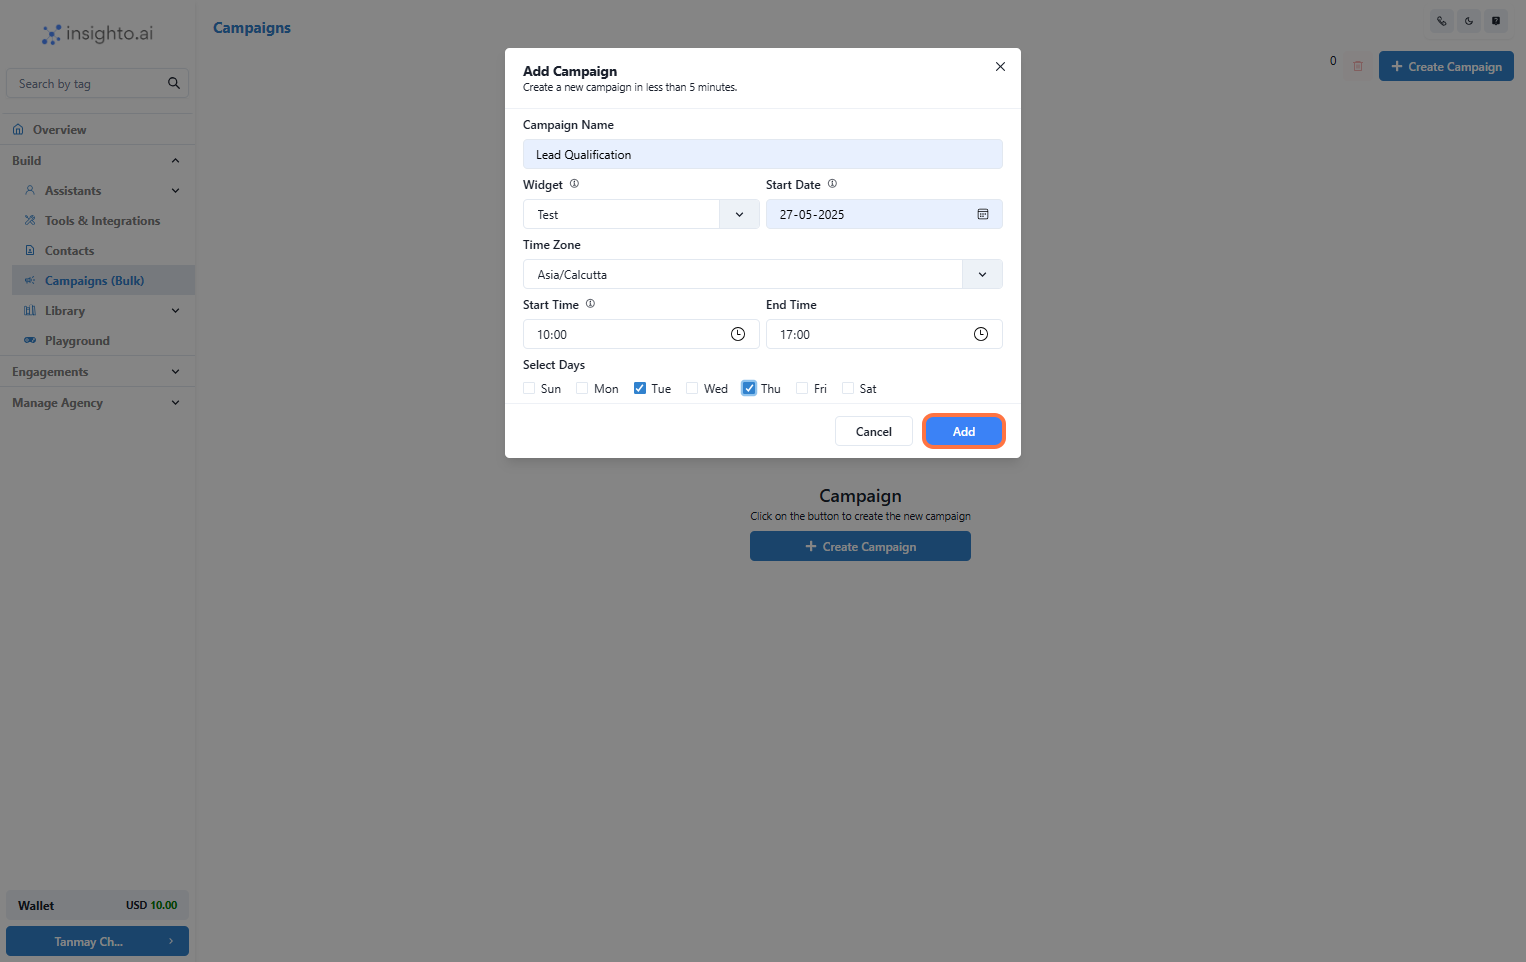 insighto.ai
Search by tag
Overview
Build
Assistants
Tools & Integrations
Contacts
Campaigns (Bulk)
Library
Playground
Engagements
Manage Agency
Wallet USD 10.00
Tanmay Ch...
Campaigns
0
Create Campaign
Add Campaign
Create a new campaign in less than 5 minutes.
Campaign Name
Lead Qualification
Widget Start Date
Test 27-05-2025
Time Zone
Asia/Calcutta
Start Time End Time
10:00 17:00
Select Days
Sun Mon Tue Wed Thu Fri Sat
Cancel Add
Campaign
Click on the button to create the new campaign
Create Campaign